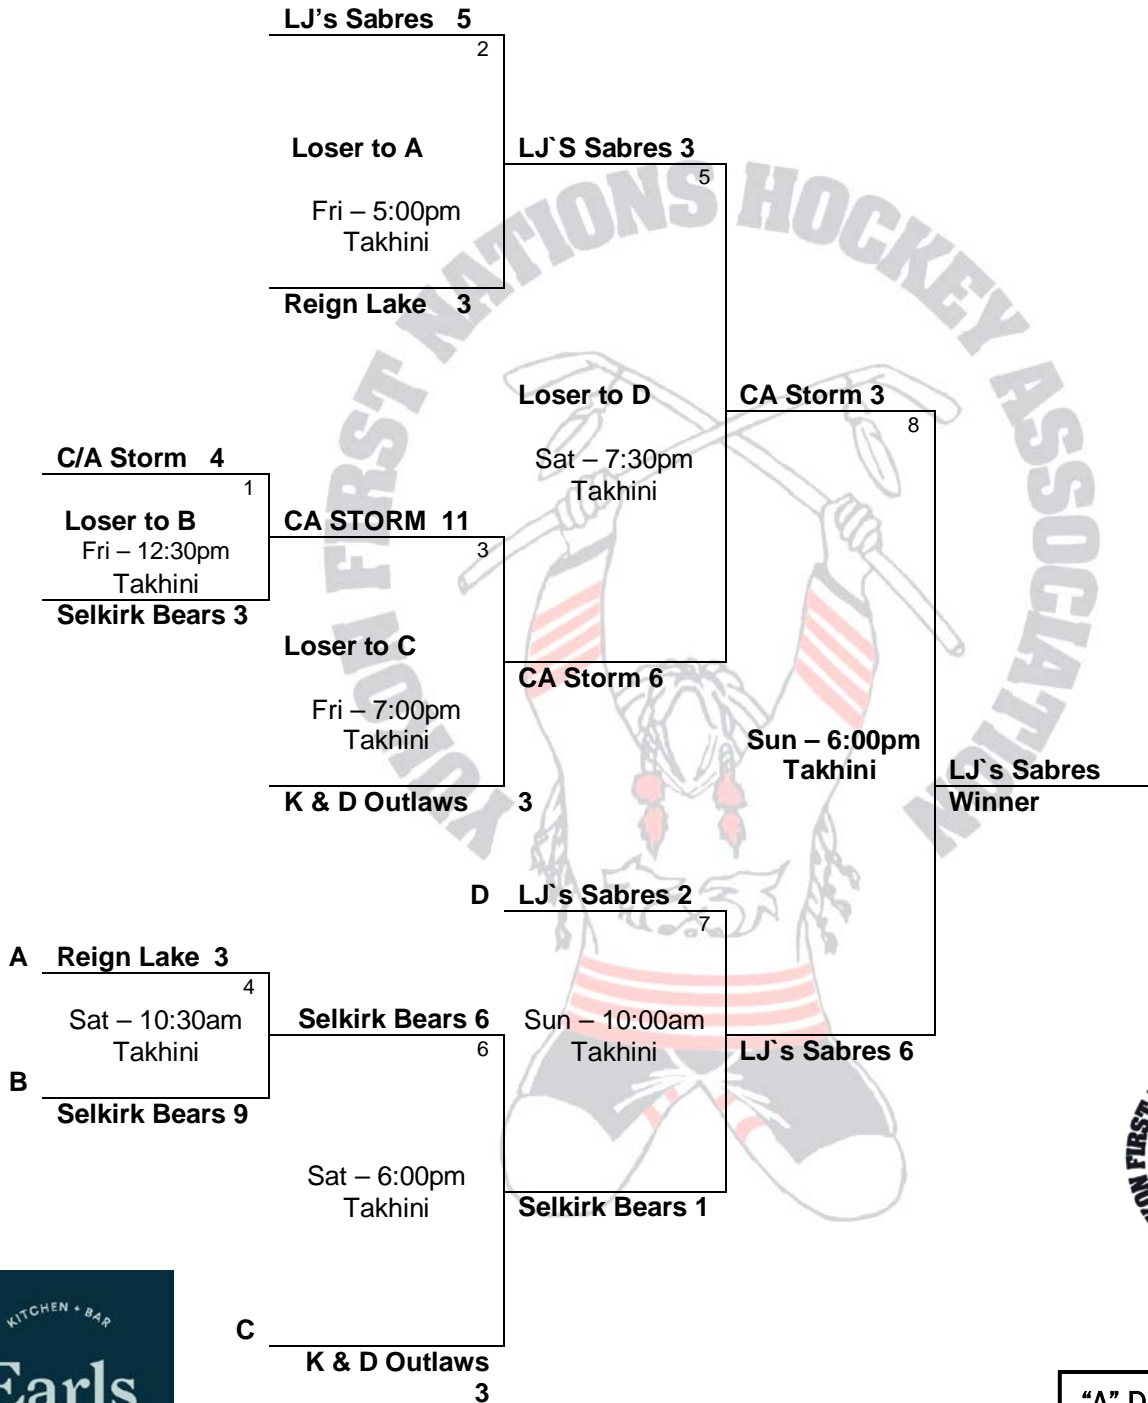 LJ's Sabres 5
2
Loser to A
LJ`S Sabres 3
5
Fri – 5:00pm
Takhini
Reign Lake 3
Loser to D
CA Storm 3
8
C/A Storm 4
Sat – 7:30pm
Takhini
1
Loser to B
CA STORM 11
Fri – 12:30pm
3
Takhini
Selkirk Bears 3
Loser to C
CA Storm 6
Fri – 7:00pm
Takhini
Sun – 6:00pm
Takhini
LJ`s Sabres
Winner
K & D Outlaws 3
D LJ`s Sabres 2
7
A Reign Lake 3
4
Sat – 10:30am
Takhini
Selkirk Bears 6
6
Sun – 10:00am
Takhini
LJ`s Sabres 6
B
Selkirk Bears 9
Sat – 6:00pm
Takhini
Selkirk Bears 1
C
K & D Outlaws
3
YUKON FIRST NATIONS HOCKEY ASSOCIATION
KITCHEN + BAR
Earls
"A" D